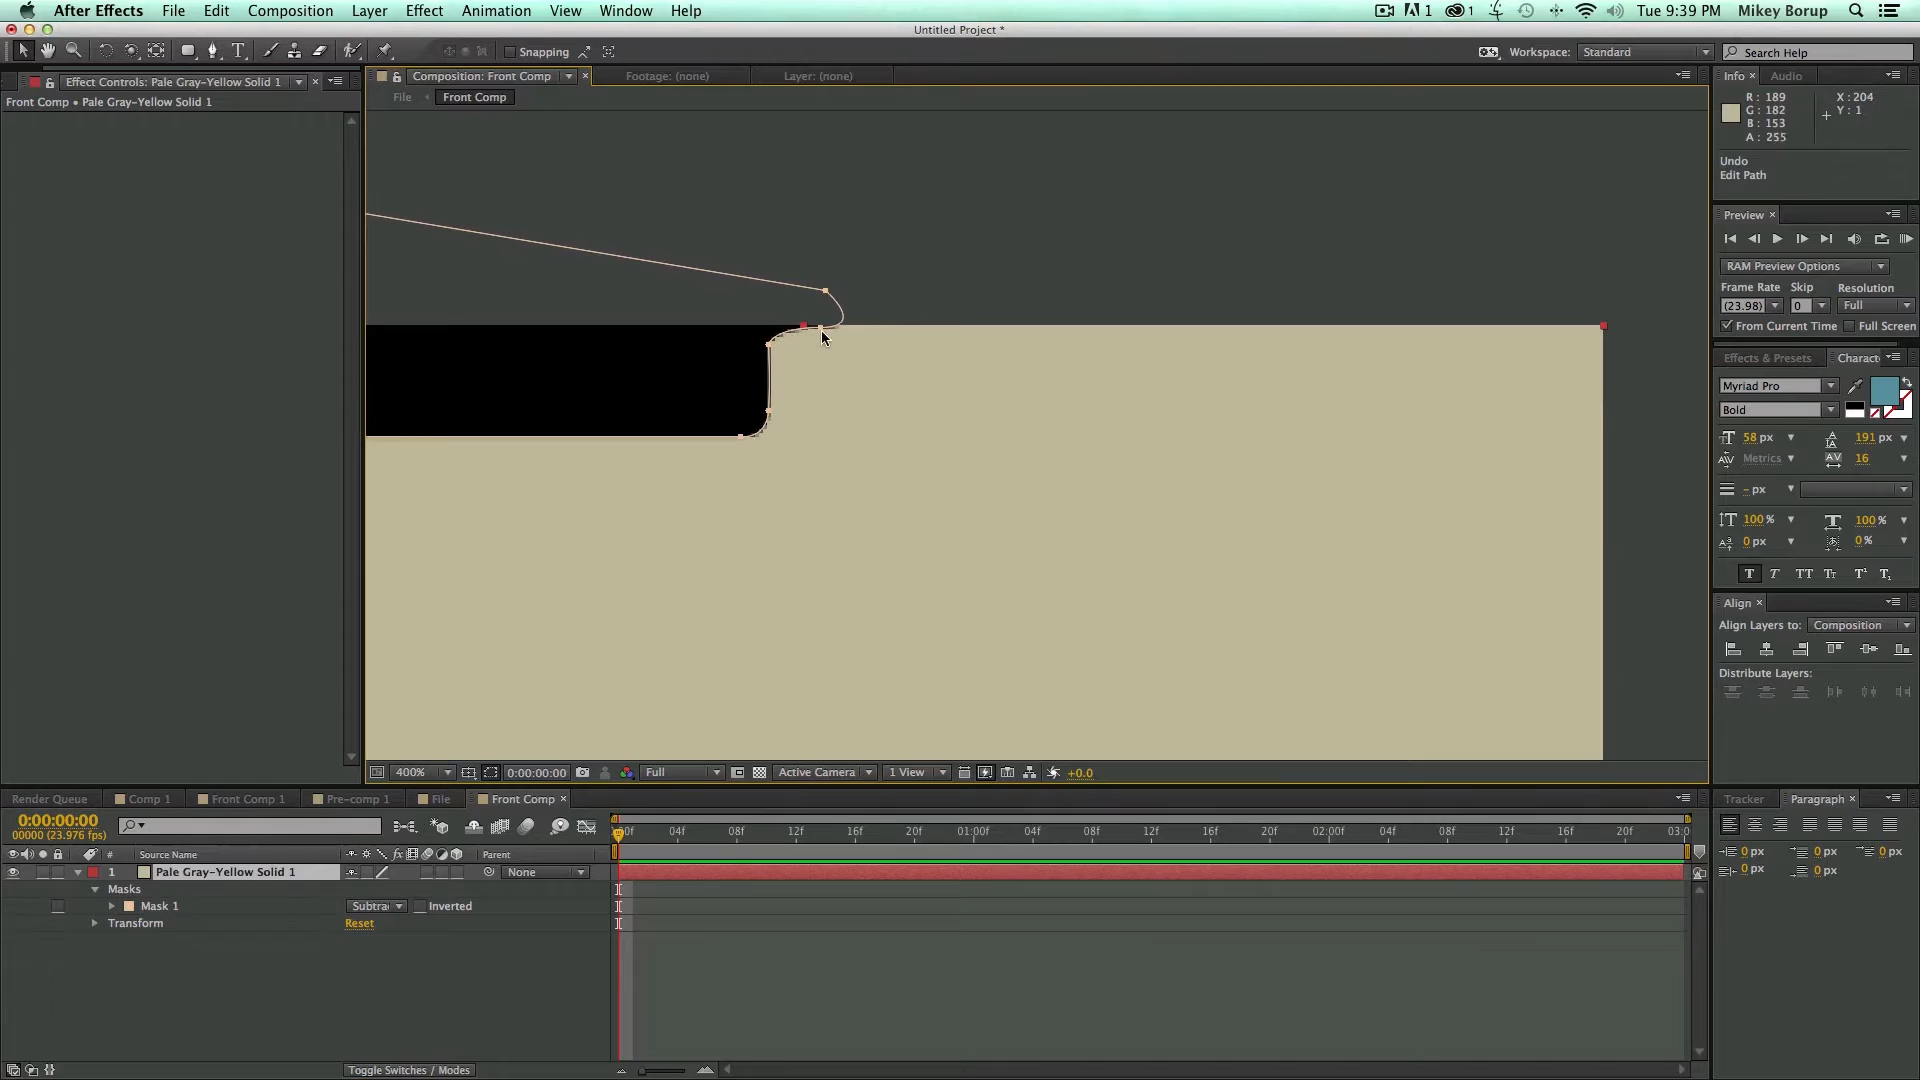 After Effects File Edit Composition Layer Effect Animation View Window Help 1 1 Tue 9:39 PM Mikey Borup
Untitled Project *
Snapping Workspace: Standard Search Help
Effect Controls: Pale Gray-Yellow Solid 1 × Composition: Front Comp × Footage: (none) Layer: (none) Info × Audio
Front Comp • Pale Gray-Yellow Solid 1 File Front Comp
R: 189 X: 204
G: 182 Y: 1
B: 153
A: 255
Undo
Edit Path
Preview ×
RAM Preview Options
Frame Rate Skip Resolution
(23.98) 0 Full
From Current Time Full Screen
Effects & Presets Charact
Myriad Pro
Bold
58 px 191 px
Metrics 16
- px
100% 100%
0 px 0%
T T TT Tt T¹ T₁
Align ×
Align Layers to: Composition
Distribute Layers:
400% 0:00:00:00 Full Active Camera 1 View +0.0
Render Queue Comp 1 Front Comp 1 Pre-comp 1 File Front Comp × Tracker Paragraph ×
0:00:00:00
00000 (23.976 fps)
:00f 04f 08f 12f 16f 20f 01:00f 04f 08f 12f 16f 20f 02:00f 04f 08f 12f 16f 20f 03:0
# Source Name fx Parent
1 Pale Gray-Yellow Solid 1 None
Masks
Mask 1 Subtra Inverted
Transform Reset
0 px 0 px 0 px
0 px 0 px
Toggle Switches / Modes